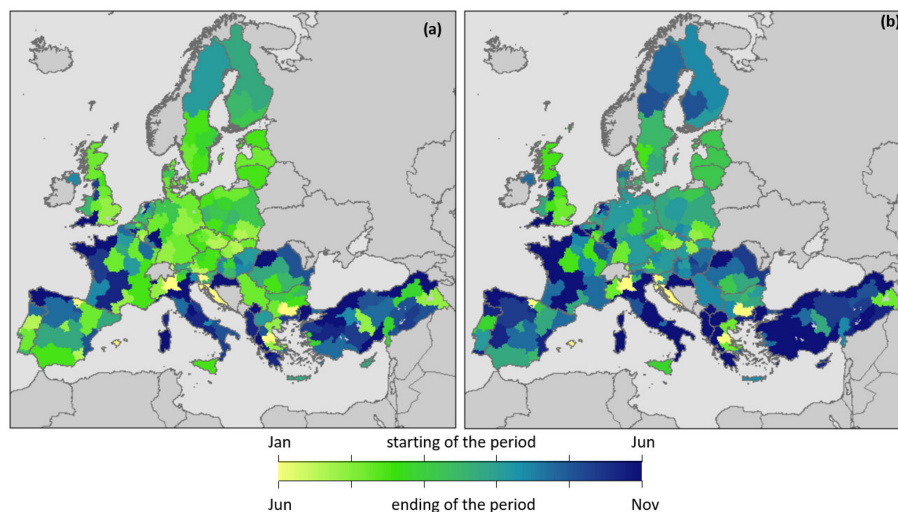 (a)
(b)
Jan starting of the period Jun
Jun ending of the period Nov